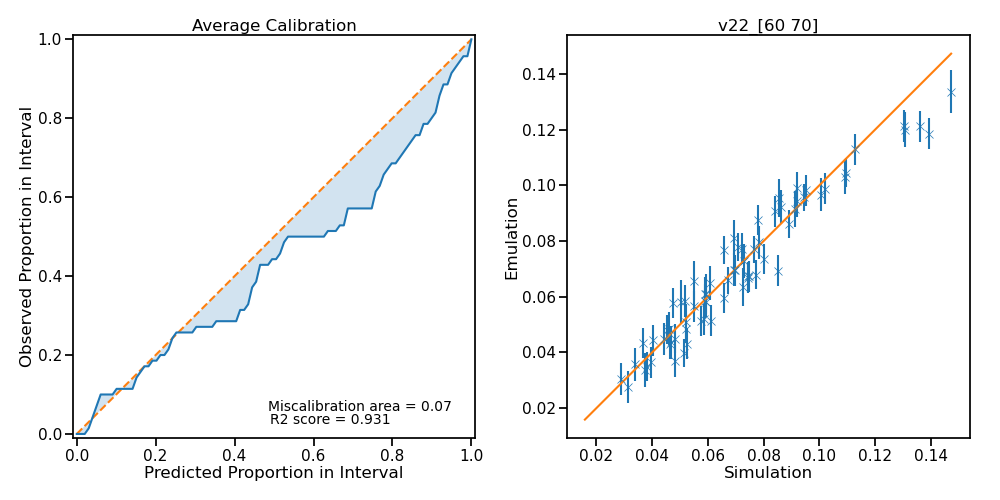 Average Calibration
1.0
0.8
0.6
0.4
0.2
0.0
Observed Proportion in Interval
Miscalibration area = 0.07
R2 score = 0.931
0.0 0.2 0.4 0.6 0.8 1.0
Predicted Proportion in Interval
v22_[60 70]
0.14
0.12
0.10
0.08
0.06
0.04
0.02
Emulation
0.02 0.04 0.06 0.08 0.10 0.12 0.14
Simulation